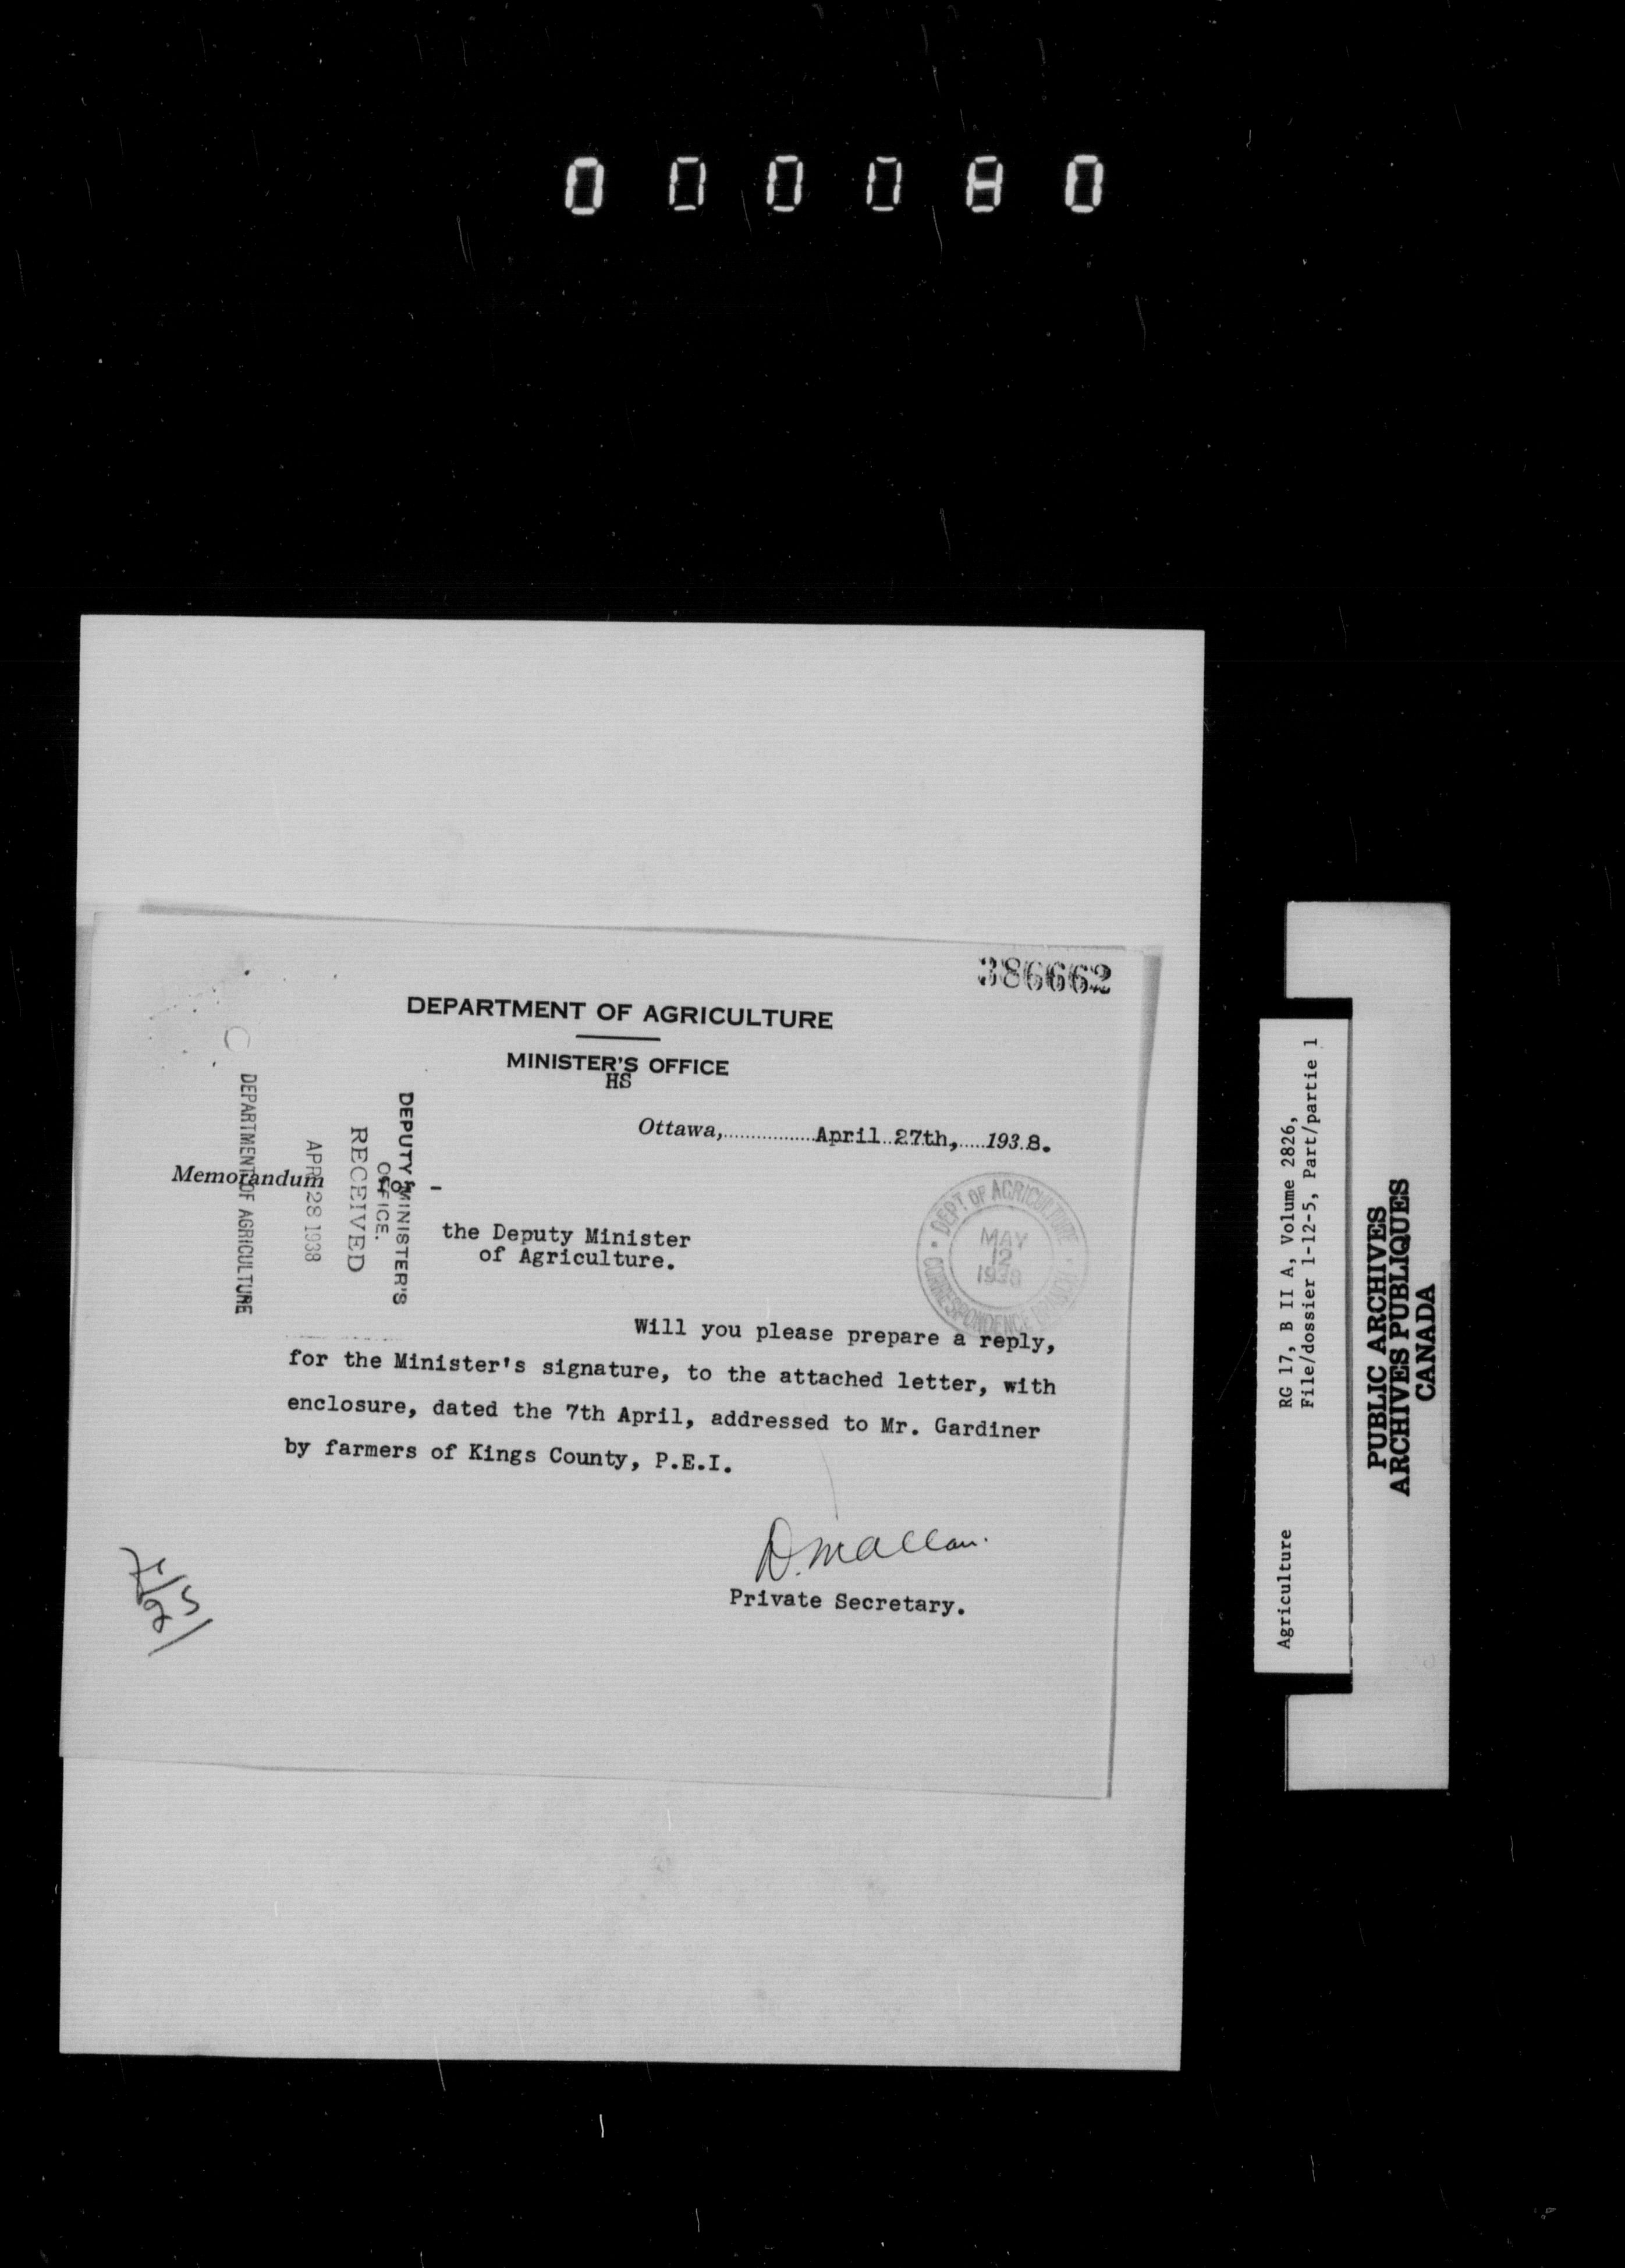 000080
386662
DEPARTMENT OF AGRICULTURE
MINISTER'S OFFICE
HS
Ottawa, April 27th, 1938.
Memorandum for -
the Deputy Minister
of Agriculture.
DEPUTY MINISTER'S
OFFICE.
RECEIVED
APR 28 1938
DEPARTMENT OF AGRICULTURE
DEPT OF AGRICULTURE
MAY
12
1938
CORRESPONDENCE BRANCH
Will you please prepare a reply,
for the Minister's signature, to the attached letter, with
enclosure, dated the 7th April, addressed to Mr. Gardiner
by farmers of Kings County, P.E.I.
Private Secretary.
Agriculture RG 17, B II A, Volume 2826,
File/dossier 1-12-5, Part/partie 1
PUBLIC ARCHIVES
ARCHIVES PUBLIQUES
CANADA